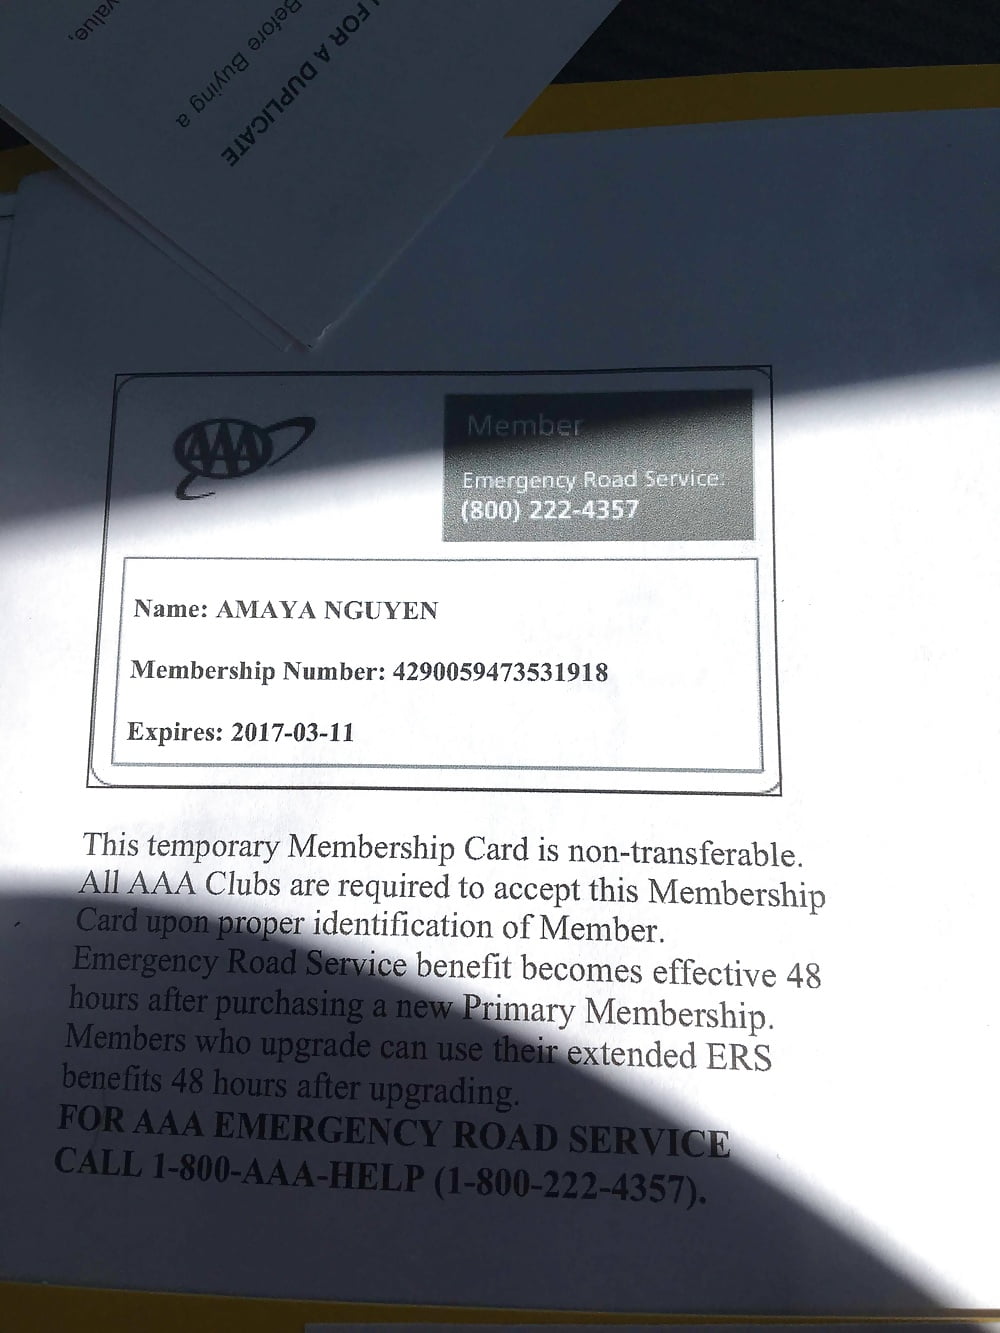 FOR A DUPLICATE
Before Buying a
value,
AAA
Member
Emergency Road Service:
(800) 222-4357
Name: AMAYA NGUYEN
Membership Number: 4290059473531918
Expires: 2017-03-11
This temporary Membership Card is non-transferable.
All AAA Clubs are required to accept this Membership
Card upon proper identification of Member.
Emergency Road Service benefit becomes effective 48
hours after purchasing a new Primary Membership.
Members who upgrade can use their extended ERS
benefits 48 hours after upgrading.
FOR AAA EMERGENCY ROAD SERVICE
CALL 1-800-AAA-HELP (1-800-222-4357).